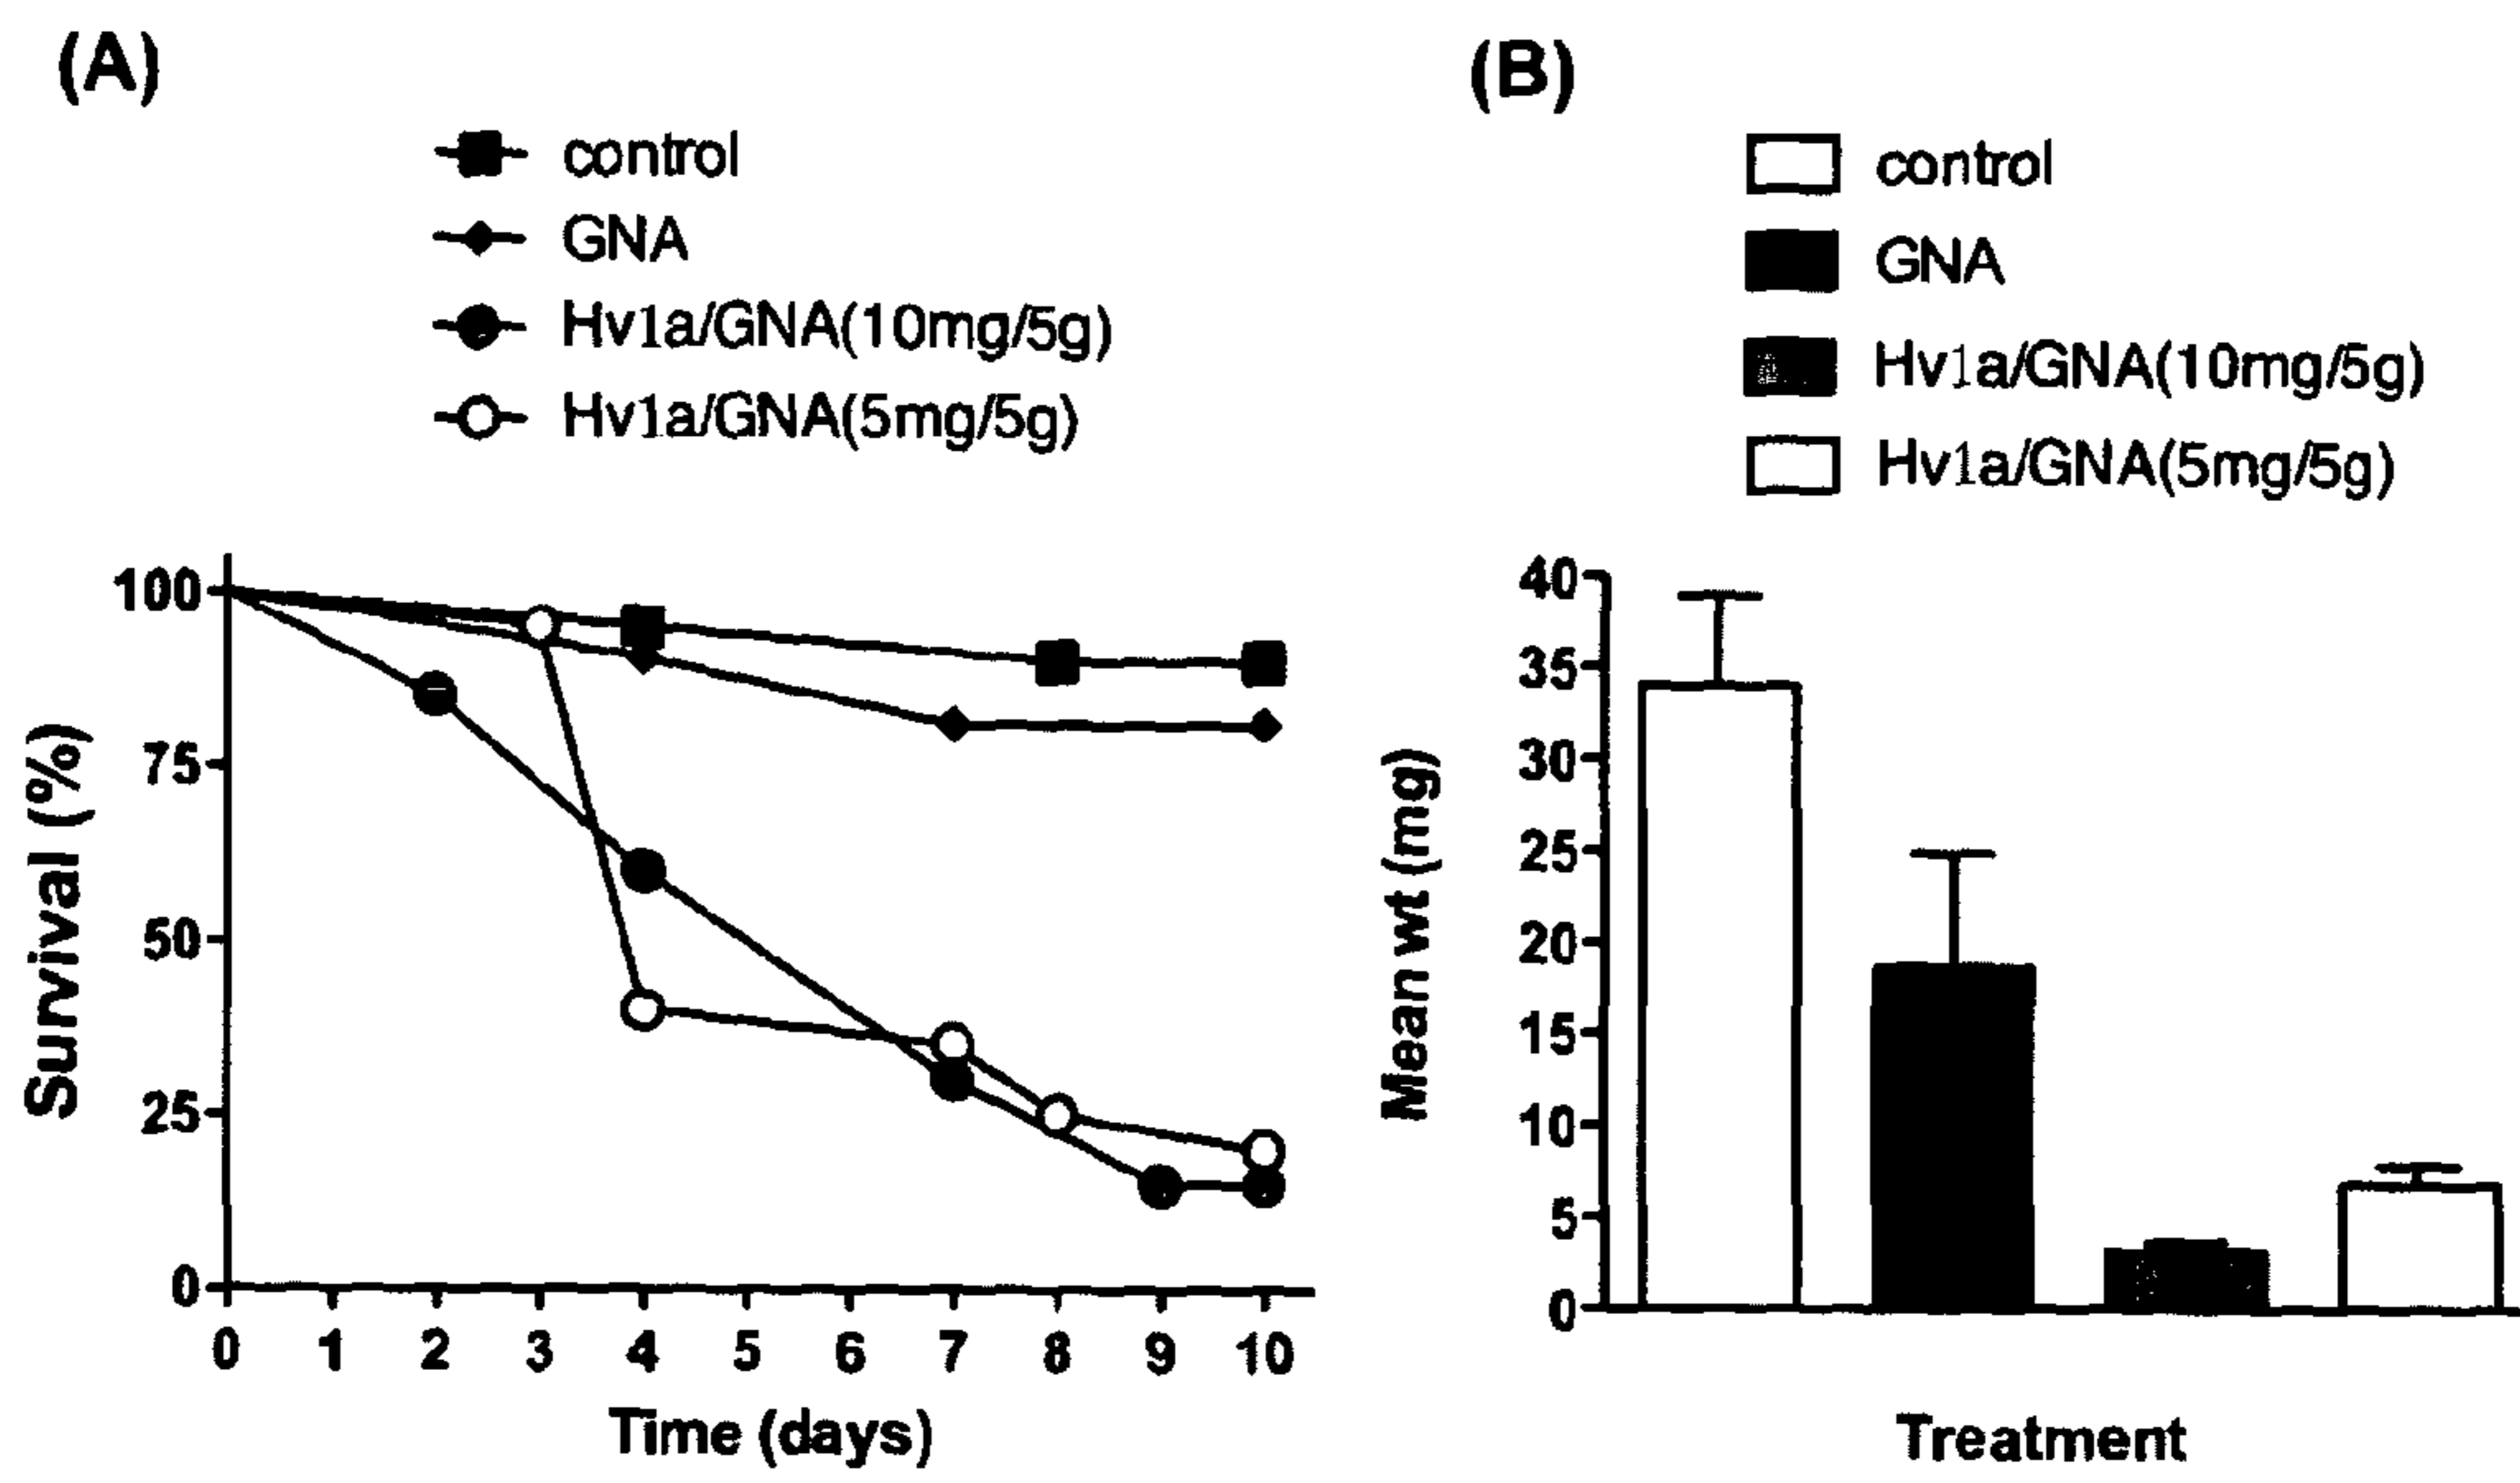 (A)
control
GNA
Hv1a/GNA(10mg/5g)
Hv1a/GNA(5mg/5g)
100
75
50
25
0
Survival (%)
0 1 2 3 4 5 6 7 8 9 10
Time (days)
(B)
control
GNA
Hv1a/GNA(10mg/5g)
Hv1a/GNA(5mg/5g)
40
35
30
25
20
15
10
5
0
Mean wt (mg)
Treatment